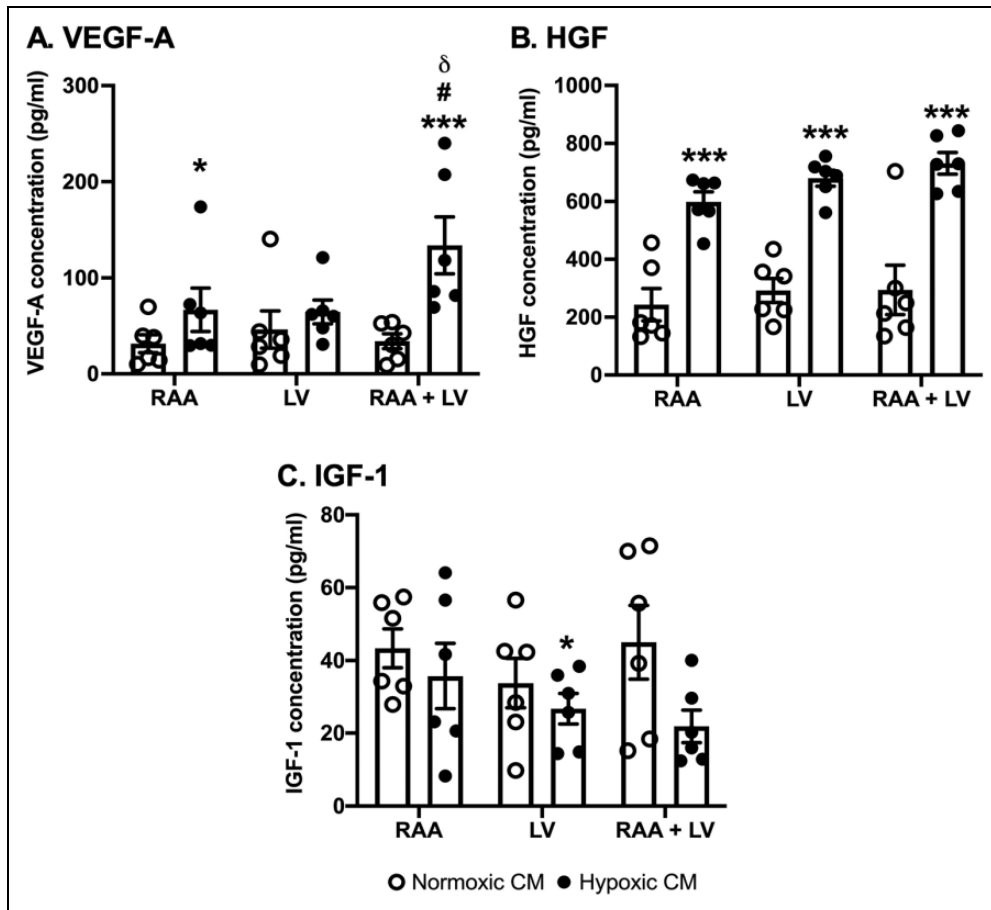 A. VEGF-A
VEGF-A concentration (pg/ml)
300
200
100
0
*
δ
#
***
RAA
LV
RAA + LV
B. HGF
HGF concentration (pg/ml)
1000
800
600
400
200
0
***
***
***
RAA
LV
RAA + LV
C. IGF-1
IGF-1 concentration (pg/ml)
80
60
40
20
0
*
RAA
LV
RAA + LV
Normoxic CM
Hypoxic CM